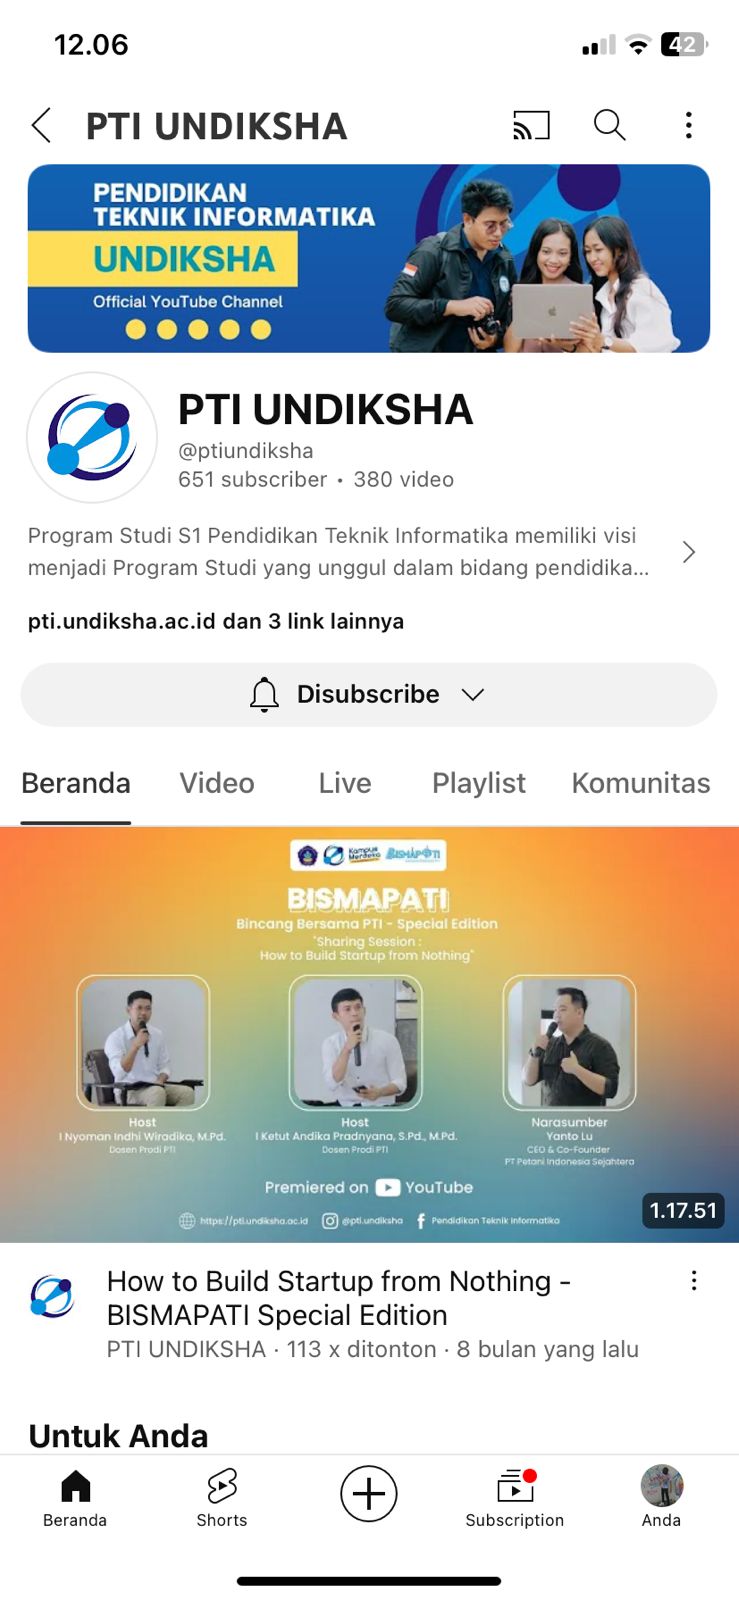 12.06
42
PTI UNDIKSHA
PENDIDIKAN
TEKNIK INFORMATIKA
UNDIKSHA
Official YouTube Channel
PTI UNDIKSHA
@ptiundiksha
651 subscriber • 380 video
Program Studi S1 Pendidikan Teknik Informatika memiliki visi
menjadi Program Studi yang unggul dalam bidang pendidika...
pti.undiksha.ac.id dan 3 link lainnya
Disubscribe
Beranda Video Live Playlist Komunitas
Kampus Merdeka BISMAPATI
BISMAPATI
Bincang Bersama PTI - Special Edition
"Sharing Session :
How to Build Startup from Nothing"
Host
I Nyoman Indhi Wiradika, M.Pd.
Dosen Prodi PTI
Host
I Ketut Andika Pradnyana, S.Pd., M.Pd.
Dosen Prodi PTI
Narasumber
Yanto Lu
CEO & Co-Founder
PT Petani Indonesia Sejahtera
Premiered on YouTube
https://pti.undiksha.ac.id @pti.undiksha Pendidikan Teknik Informatika
1.17.51
How to Build Startup from Nothing -
BISMAPATI Special Edition
PTI UNDIKSHA · 113 x ditonton · 8 bulan yang lalu
Untuk Anda
Beranda Shorts Subscription Anda